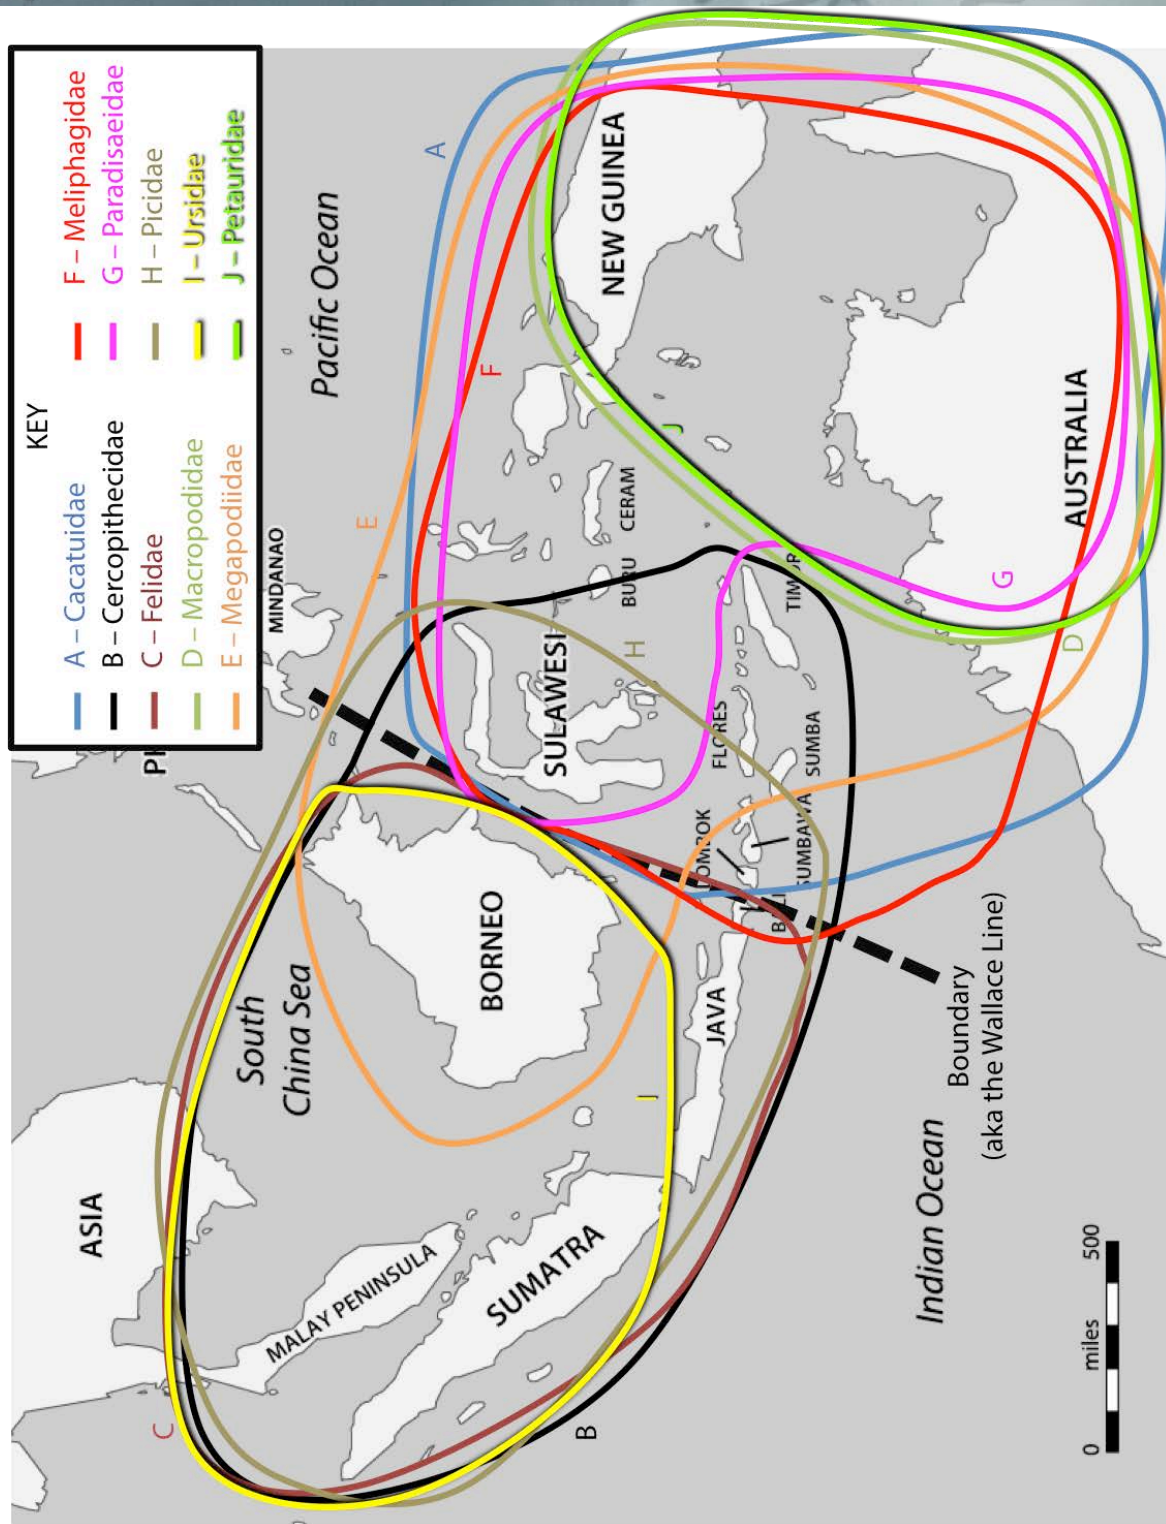 KEY
A – Cacatuidae
B – Cercopithecidae
C – Felidae
D – Macropodidae
E – Megapodiidae
F – Meliphagidae
G – Paradisaeidae
H – Picidae
I – Ursidae
J – Petauridae
ASIA
South
China Sea
MALAY PENINSULA
SUMATRA
BORNEO
JAVA
PH
MINDANAO
Pacific Ocean
SULAWESI
BURU
CERAM
NEW GUINEA
FLORES
TIMOR
SUMBA
SUMBAWA
LOMBOK
BALI
AUSTRALIA
Indian Ocean
Boundary
(aka the Wallace Line)
0 miles 500
A
B
C
D
E
F
G
H
I
J